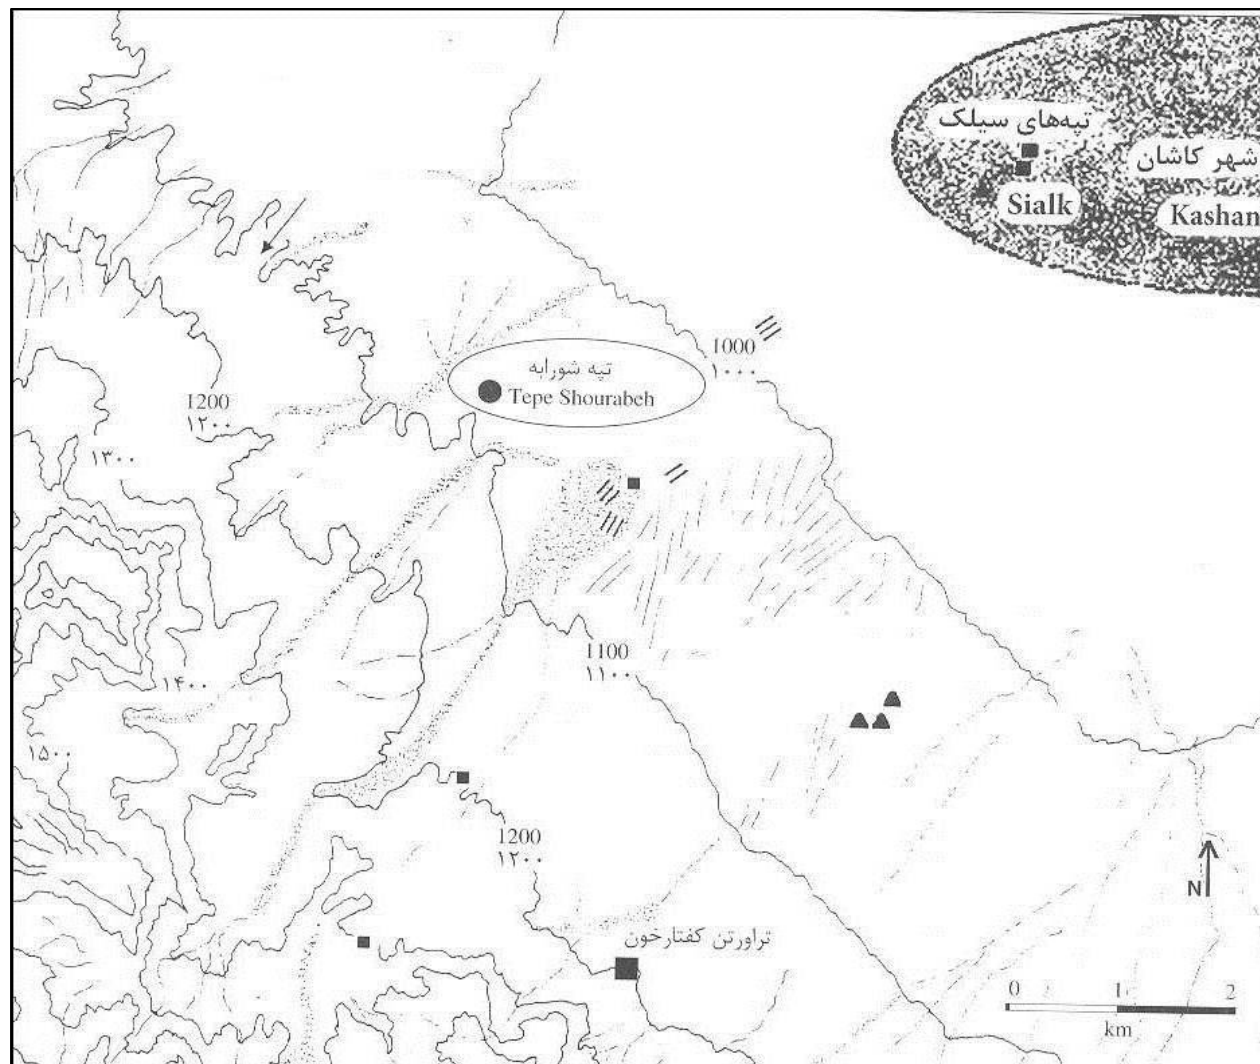 تپه‌های سیلک
Sialk
شهر کاشان
Kashan
1000
۱۰۰۰
تپه شورابه
Tepe Shourabeh
1200
۱۲۰۰
۱۳۰۰
1100
۱۱۰۰
۱۴۰۰
۱۵۰۰
1200
۱۲۰۰
N
تراورتن کفتارخون
0 1 2
km